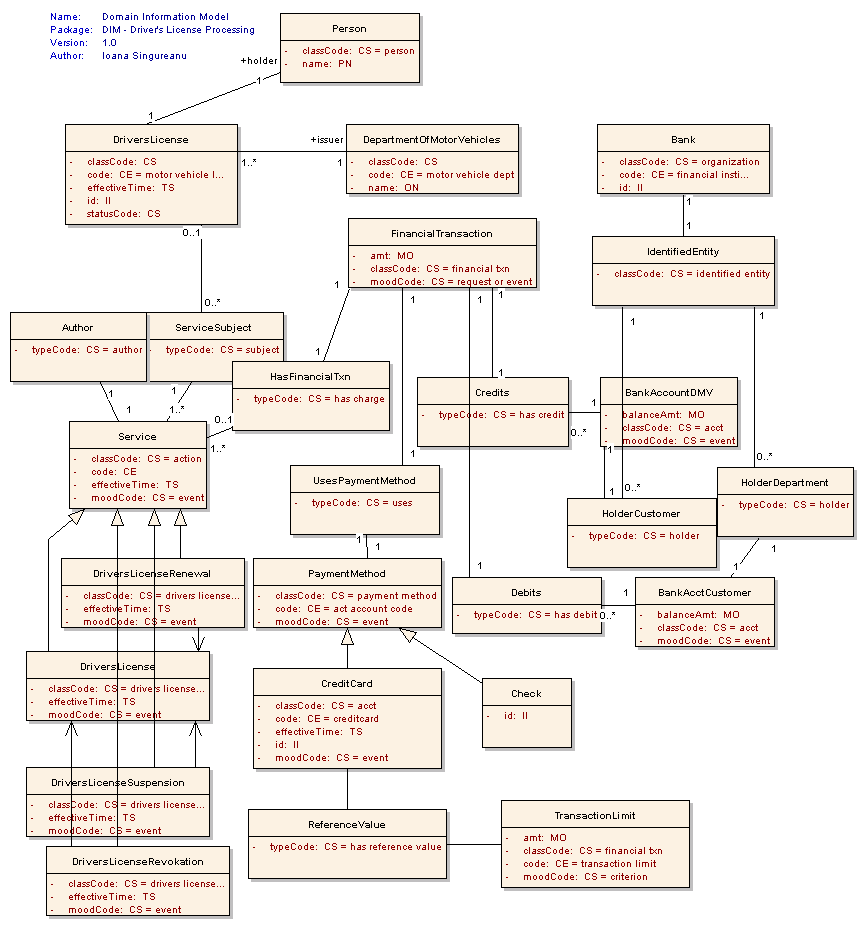 Name: Domain Information Model
Package: DIM - Driver's License Processing
Version: 1.0
Author: Ioana Singureanu
Person
- classCode: CS = person
- name: PN
+holder
1
1
DriversLicense
- classCode: CS
- code: CE = motor vehicle l...
- effectiveTime: TS
- id: II
- statusCode: CS
+issuer
1..*
1
DepartmentOfMotorVehicles
- classCode: CS
- code: CE = motor vehicle dept
- name: ON
Bank
- classCode: CS = organization
- code: CE = financial insti...
- id: II
1
1
IdentifiedEntity
- classCode: CS = identified entity
1
1
FinancialTransaction
- amt: MO
- classCode: CS = financial txn
- moodCode: CS = request or event
1
1
1
1
0..1
0..*
Author
- typeCode: CS = author
ServiceSubject
- typeCode: CS = subject
1
HasFinancialTxn
- typeCode: CS = has charge
1
Credits
- typeCode: CS = has credit
1
0..*
BankAccountDMV
- balanceAmt: MO
- classCode: CS = acct
- moodCode: CS = event
1
1
1
1
1..*
0..1
1..*
Service
- classCode: CS = action
- code: CE
- effectiveTime: TS
- moodCode: CS = event
1
UsesPaymentMethod
- typeCode: CS = uses
1
0..*
0..*
HolderCustomer
- typeCode: CS = holder
HolderDepartment
- typeCode: CS = holder
1
1
1
1
DriversLicenseRenewal
- classCode: CS = drivers license...
- effectiveTime: TS
- moodCode: CS = event
PaymentMethod
- classCode: CS = payment method
- code: CE = act account code
- moodCode: CS = event
1
Debits
- typeCode: CS = has debit
1
0..*
BankAcctCustomer
- balanceAmt: MO
- classCode: CS = acct
- moodCode: CS = event
DriversLicense
- classCode: CS = drivers license...
- effectiveTime: TS
- moodCode: CS = event
CreditCard
- classCode: CS = acct
- code: CE = creditcard
- effectiveTime: TS
- id: II
- moodCode: CS = event
Check
- id: II
DriversLicenseSuspension
- classCode: CS = drivers license...
- effectiveTime: TS
- moodCode: CS = event
ReferenceValue
- typeCode: CS = has reference value
TransactionLimit
- amt: MO
- classCode: CS = financial txn
- code: CE = transaction limit
- moodCode: CS = criterion
DriversLicenseRevokation
- classCode: CS = drivers license...
- effectiveTime: TS
- moodCode: CS = event